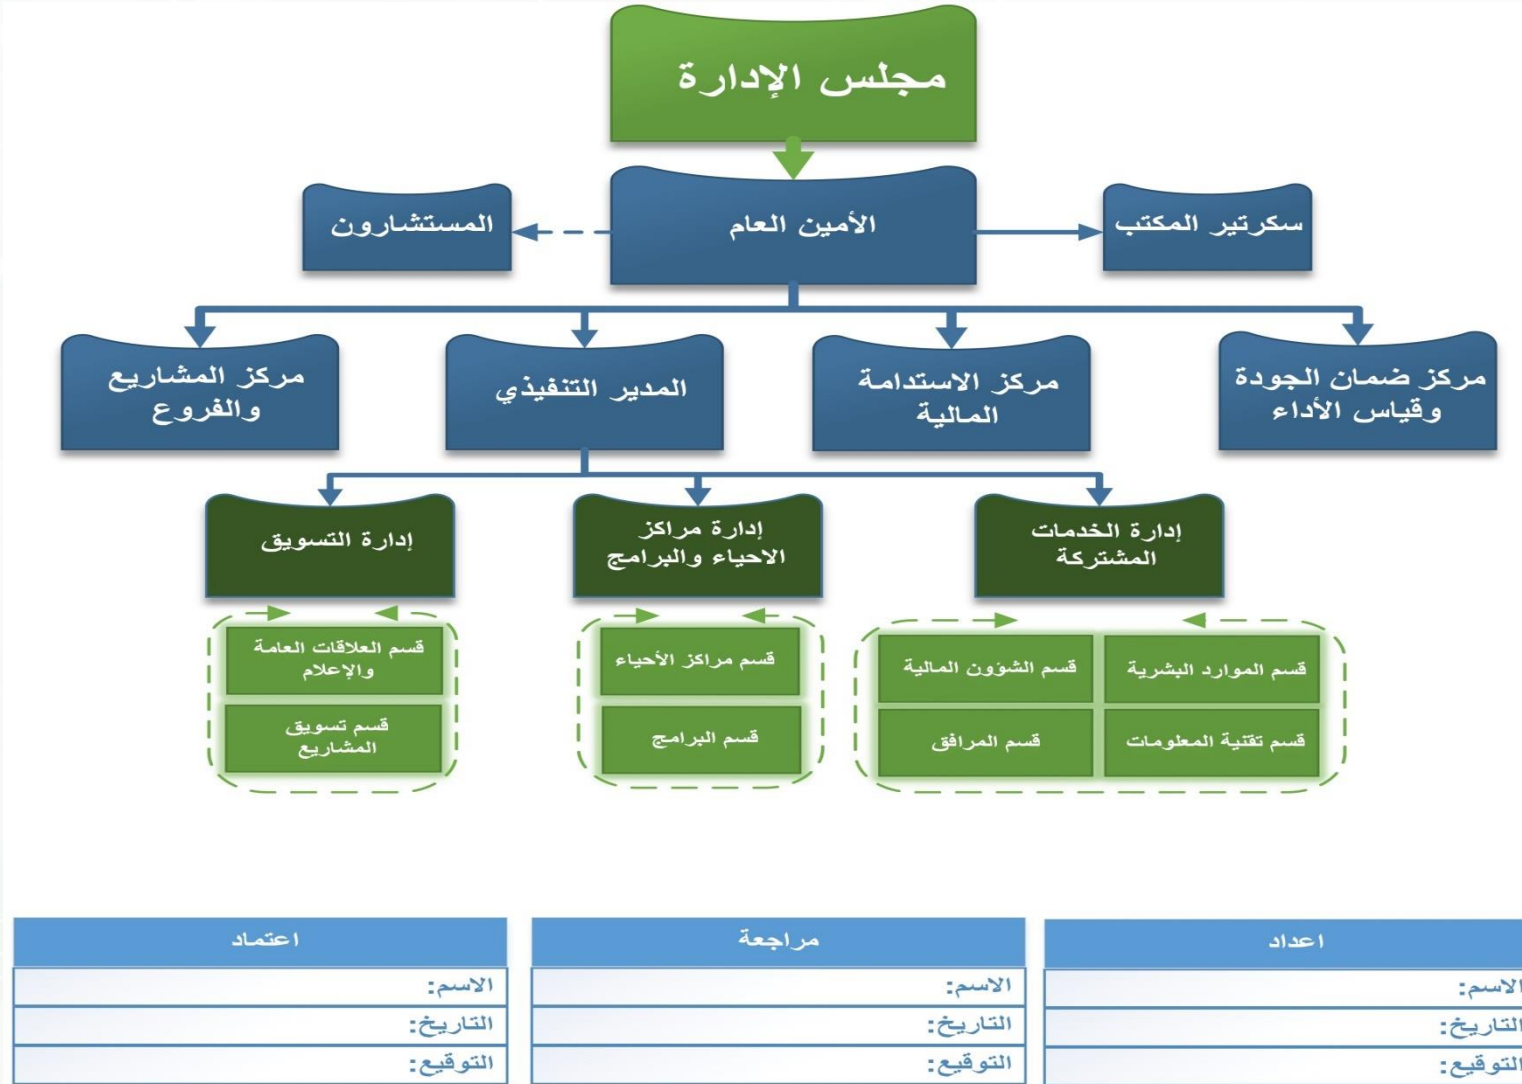 مجلس الإدارة
الأمين العام
سكرتير المكتب
المستشارون
مركز ضمان الجودة
وقياس الأداء
مركز الاستدامة
المالية
المدير التنفيذي
مركز المشاريع
والفروع
إدارة الخدمات
المشتركة
إدارة مراكز
الاحياء والبرامج
إدارة التسويق
قسم الموارد البشرية
قسم الشؤون المالية
قسم تقنية المعلومات
قسم المرافق
قسم مراكز الأحياء
قسم البرامج
قسم العلاقات العامة
والإعلام
قسم تسويق
المشاريع
اعداد
الاسم:
التاريخ:
التوقيع:
مراجعة
الاسم:
التاريخ:
التوقيع:
اعتماد
الاسم:
التاريخ:
التوقيع: